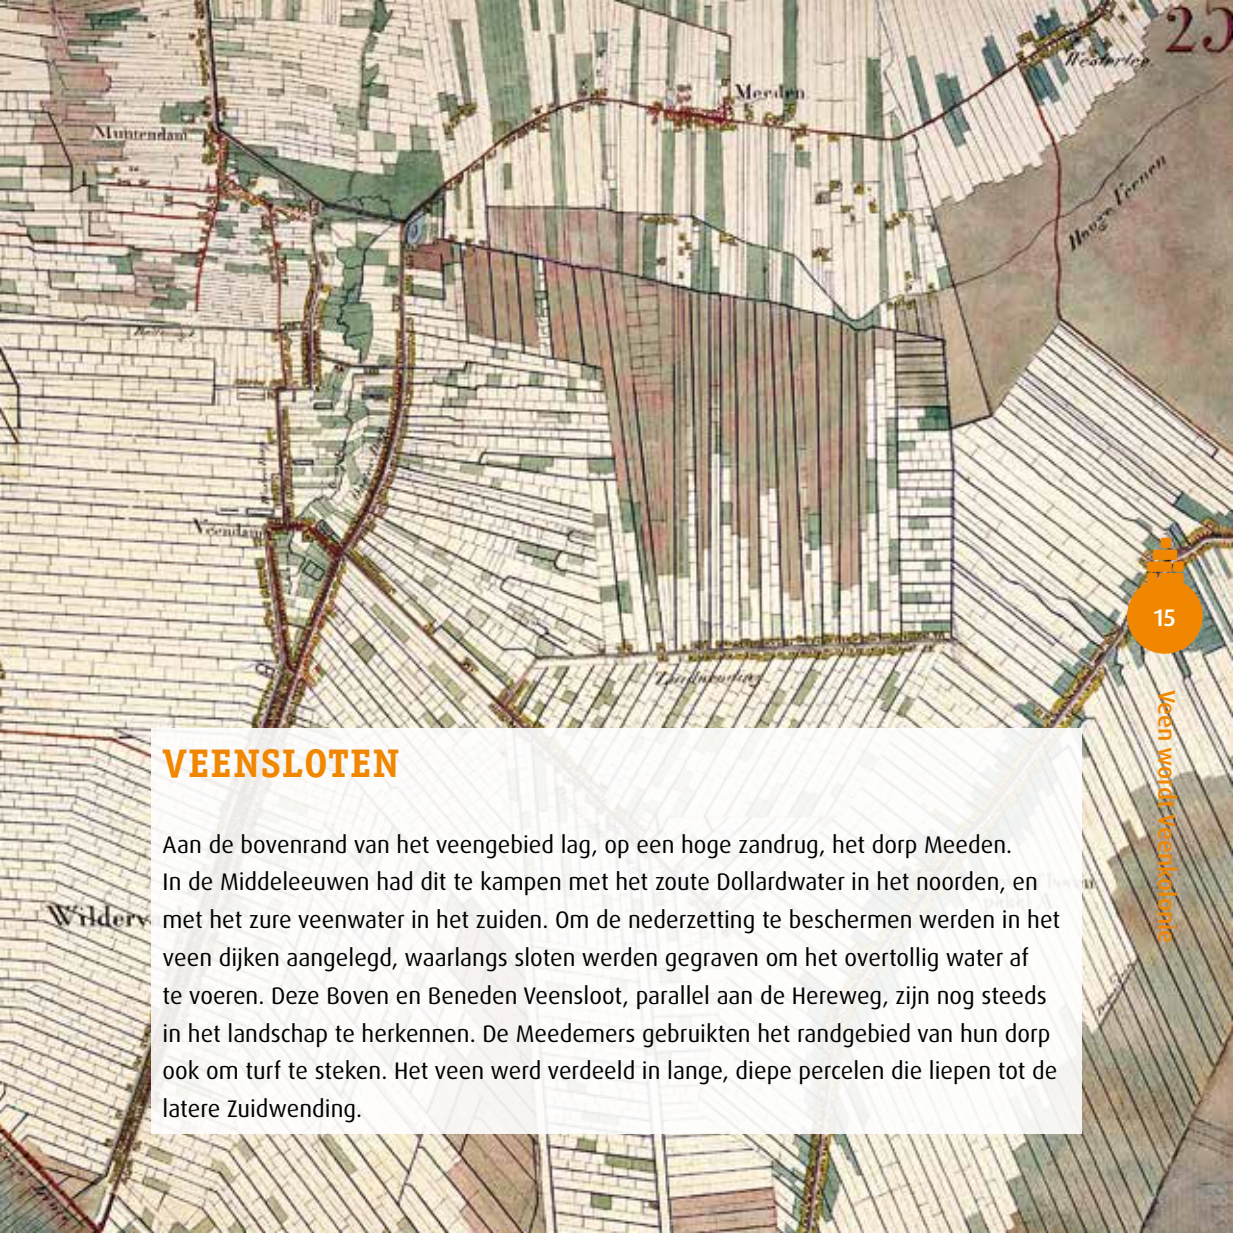 25
Westerlee
Meeden
Muntendam
Hooge Veenen
Veendam
Zuidwending
15
Veen wordt Veenkolonie
VEENSLOTEN
Aan de bovenrand van het veengebied lag, op een hoge zandrug, het dorp Meeden.
In de Middeleeuwen had dit te kampen met het zoute Dollardwater in het noorden, en
met het zure veenwater in het zuiden. Om de nederzetting te beschermen werden in het
veen dijken aangelegd, waarlangs sloten werden gegraven om het overtollig water af
te voeren. Deze Boven en Beneden Veensloot, parallel aan de Hereweg, zijn nog steeds
in het landschap te herkennen. De Meedemers gebruikten het randgebied van hun dorp
ook om turf te steken. Het veen werd verdeeld in lange, diepe percelen die liepen tot de
latere Zuidwending.
Wilderv